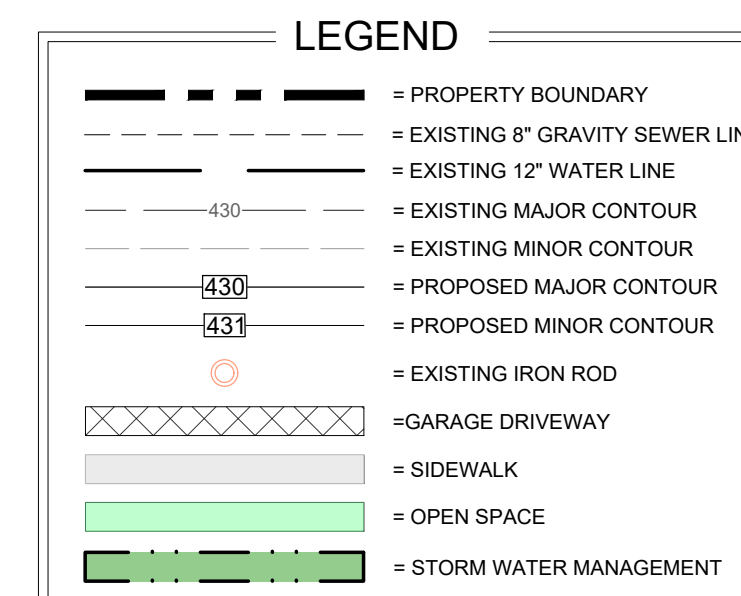 LEGEND
= PROPERTY BOUNDARY
= EXISTING 8" GRAVITY SEWER
= EXISTING 12" WATER LINE
430 = EXISTING MAJOR CONTOUR
= EXISTING MINOR CONTOUR
430 = PROPOSED MAJOR CONTOUR
431 = PROPOSED MINOR CONTOUR
= EXISTING IRON ROD
=GARAGE DRIVEWAY
= SIDEWALK
= OPEN SPACE
= STORM WATER MANAGEMENT